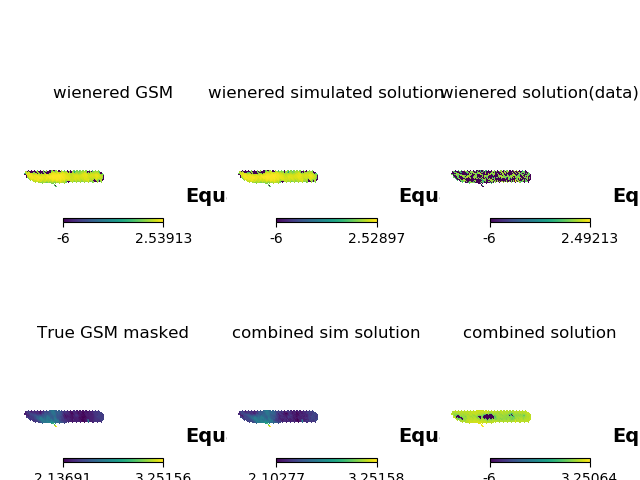 wienered GSM
wienered simulated solution
wienered solution(data)
Equ
Equ
Eq
-6 2.53913
-6 2.52897
-6 2.49213
True GSM masked
combined sim solution
combined solution
Equ
Equ
Eq
2.13691 3.25156
2.10277 3.25158
-6 3.25064